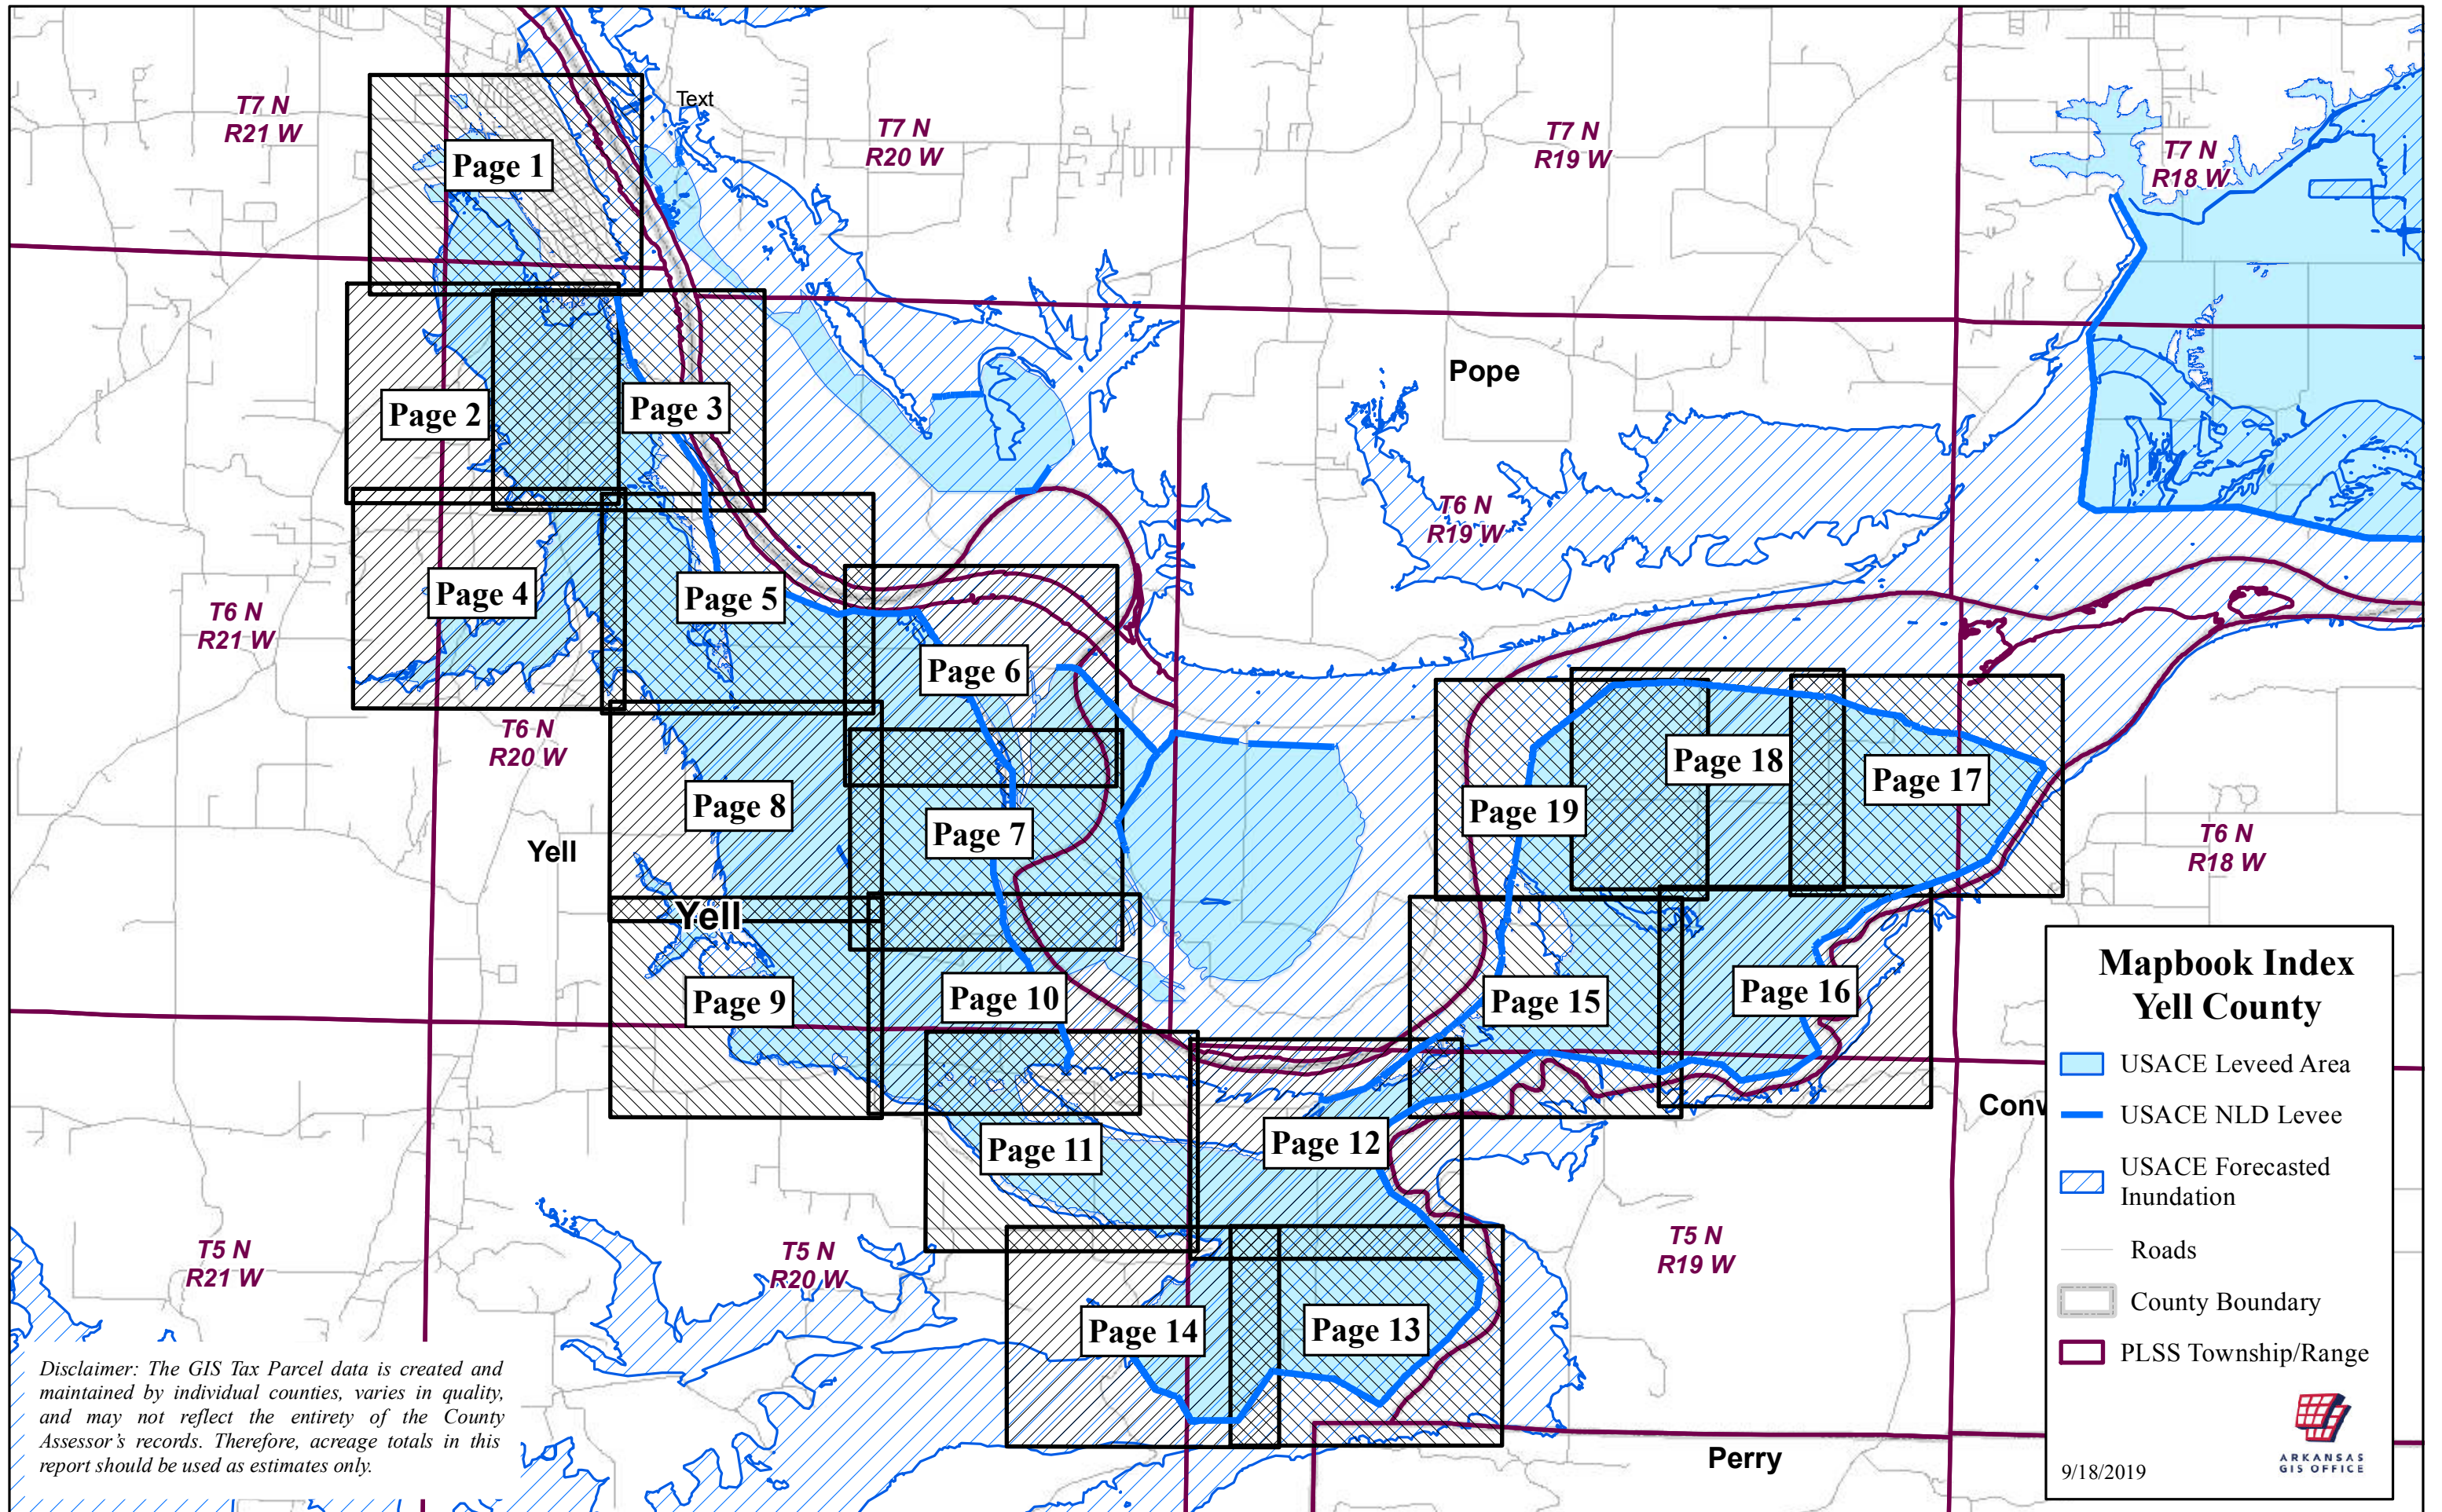 Text
T7 N
R21 W
T7 N
R20 W
T7 N
R19 W
T7 N
R18 W
Page 1
Page 2
Page 3
Pope
T6 N
R19 W
Page 4
Page 5
T6 N
R21 W
Page 6
T6 N
R20 W
Page 8
Page 7
Yell
Page 19
Page 18
Page 17
T6 N
R18 W
Yell
Page 9
Page 10
Page 15
Page 16
Page 11
Page 12
Conv
T5 N
R21 W
T5 N
R20 W
T5 N
R19 W
Page 14
Page 13
Perry
Mapbook Index
Yell County
USACE Leveed Area
USACE NLD Levee
USACE Forecasted
Inundation
Roads
County Boundary
PLSS Township/Range
9/18/2019
ARKANSAS
GIS OFFICE
Disclaimer: The GIS Tax Parcel data is created and
maintained by individual counties, varies in quality,
and may not reflect the entirety of the County
Assessor's records. Therefore, acreage totals in this
report should be used as estimates only.